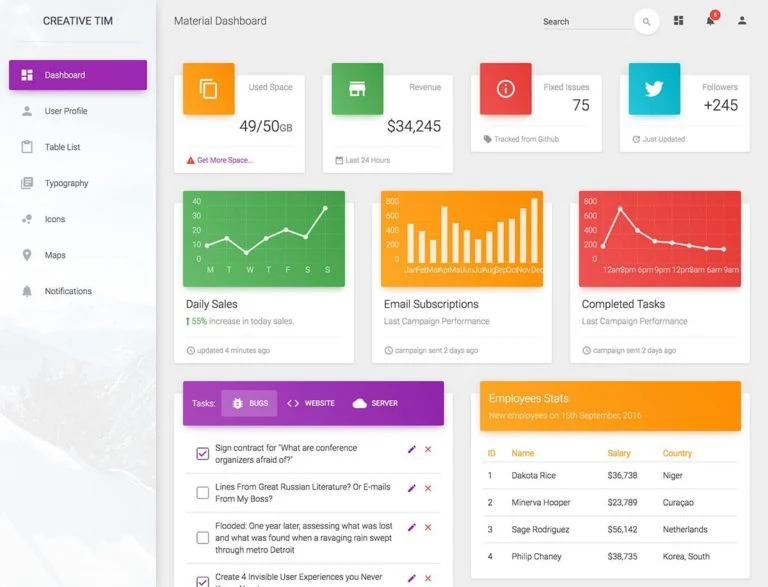 CREATIVE TIM
Dashboard
User Profile
Table List
Typography
Icons
Maps
Notifications
Material Dashboard
Search
5
Used Space
49/50GB
Get More Space...
Revenue
$34,245
Last 24 Hours
Fixed Issues
75
Tracked from Github
Followers
+245
Just Updated
40
30
20
10
0
M T W T F S S
Daily Sales
55% increase in today sales.
updated 4 minutes ago
800
600
400
200
0
Jan Feb Mar Apr Mai Jun Jul Aug Sep Oct Nov Dec
Email Subscriptions
Last Campaign Performance
campaign sent 2 days ago
800
600
400
200
0
12am 3pm 6pm 9pm 12pm 3am 6am 9am
Completed Tasks
Last Campaign Performance
campaign sent 2 days ago
Tasks: BUGS WEBSITE SERVER
Sign contract for "What are conference
organizers afraid of?"
Lines From Great Russian Literature? Or E-mails
From My Boss?
Flooded: One year later, assessing what was lost
and what was found when a ravaging rain swept
through metro Detroit
Create 4 Invisible User Experiences you Never
Employees Stats
New employees on 15th September, 2016
ID Name Salary Country
1 Dakota Rice $36,738 Niger
2 Minerva Hooper $23,789 Curaçao
3 Sage Rodriguez $56,142 Netherlands
4 Philip Chaney $38,735 Korea, South